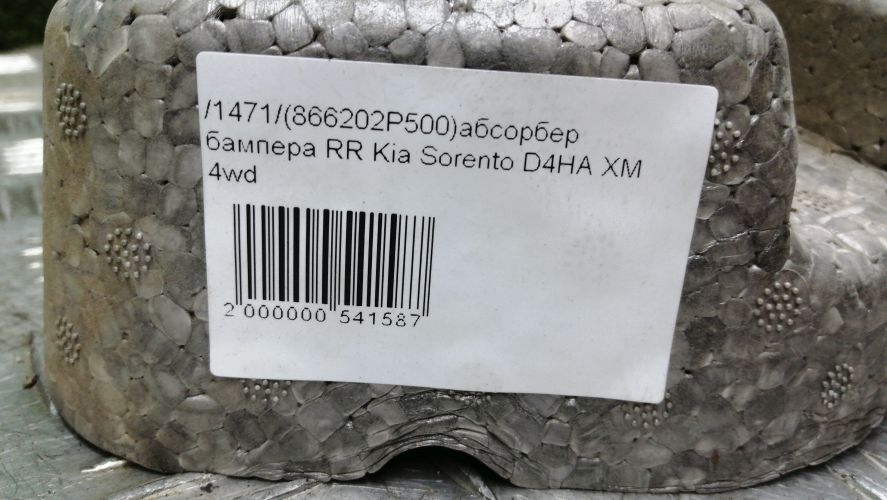 /1471/(866202P500)абсорбер
бампера RR Kia Sorento D4HA XM
4wd
2 000000 541587